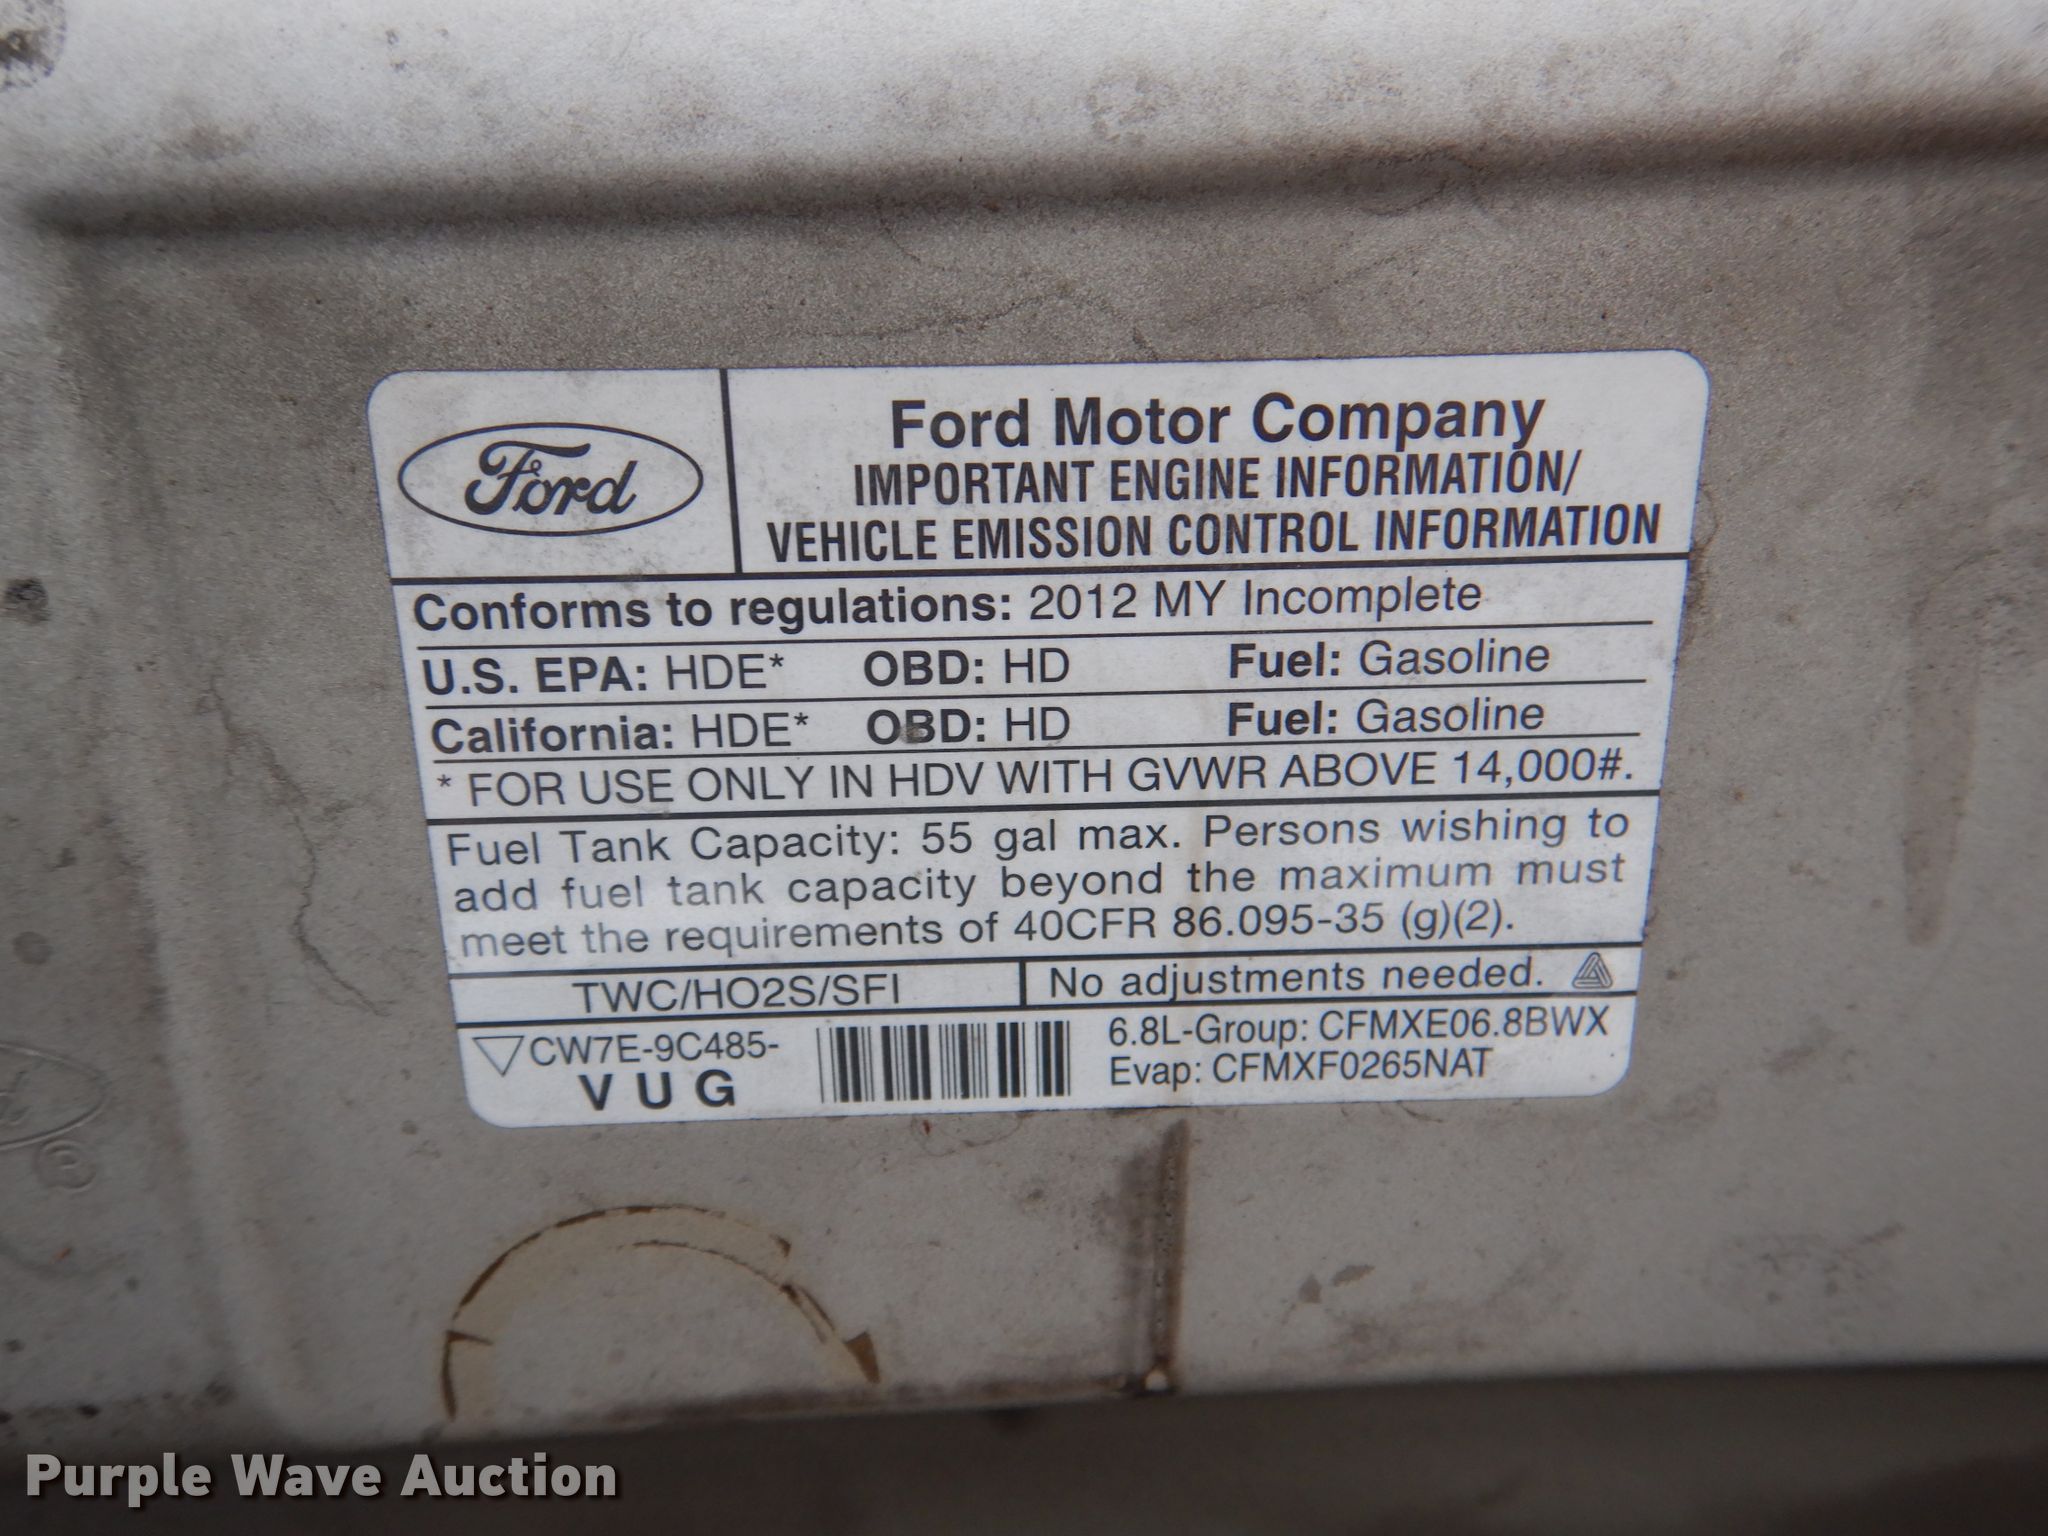 Ford
Ford Motor Company
IMPORTANT ENGINE INFORMATION/
VEHICLE EMISSION CONTROL INFORMATION
Conforms to regulations: 2012 MY Incomplete
U.S. EPA: HDE* OBD: HD Fuel: Gasoline
California: HDE* OBD: HD Fuel: Gasoline
* FOR USE ONLY IN HDV WITH GVWR ABOVE 14,000#.
Fuel Tank Capacity: 55 gal max. Persons wishing to
add fuel tank capacity beyond the maximum must
meet the requirements of 40CFR 86.095-35 (g)(2).
TWC/HO2S/SFI
No adjustments needed.
CW7E-9C485-
VUG
6.8L-Group: CFMXE06.8BWX
Evap: CFMXF0265NAT
®
Purple Wave Auction